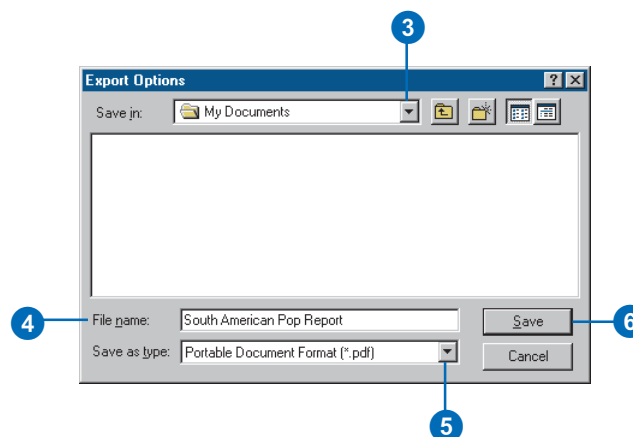 3
Export Options
Save in: My Documents
4 File name: South American Pop Report Save 6
Save as type: Portable Document Format (*.pdf) Cancel
5